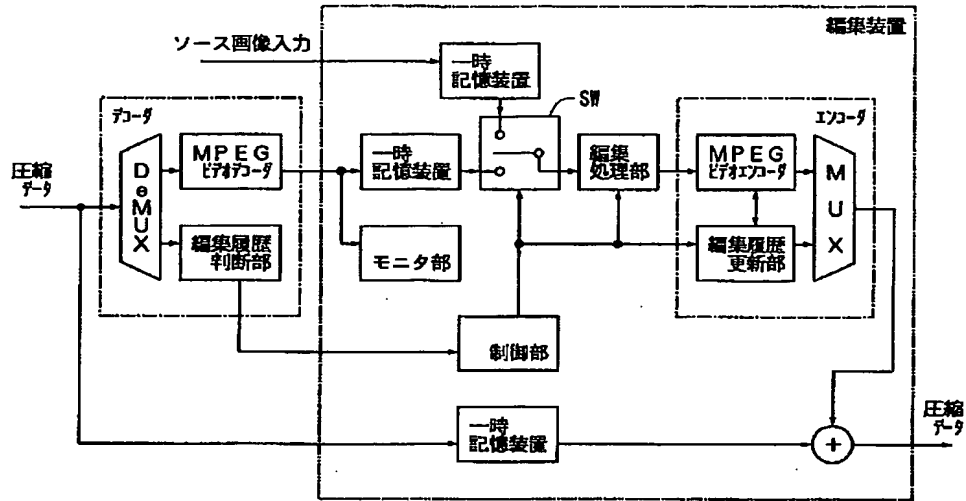 編集装置
ソース画像入力
一時
記憶装置
SW
デコーダ
エンコーダ
圧縮
データ
DeMUX
MPEG
ビデオデコーダ
一時
記憶装置
編集
処理部
MPEG
ビデオエンコーダ
MUX
編集履歴
判断部
モニタ部
編集履歴
更新部
制御部
一時
記憶装置
+
圧縮
データ